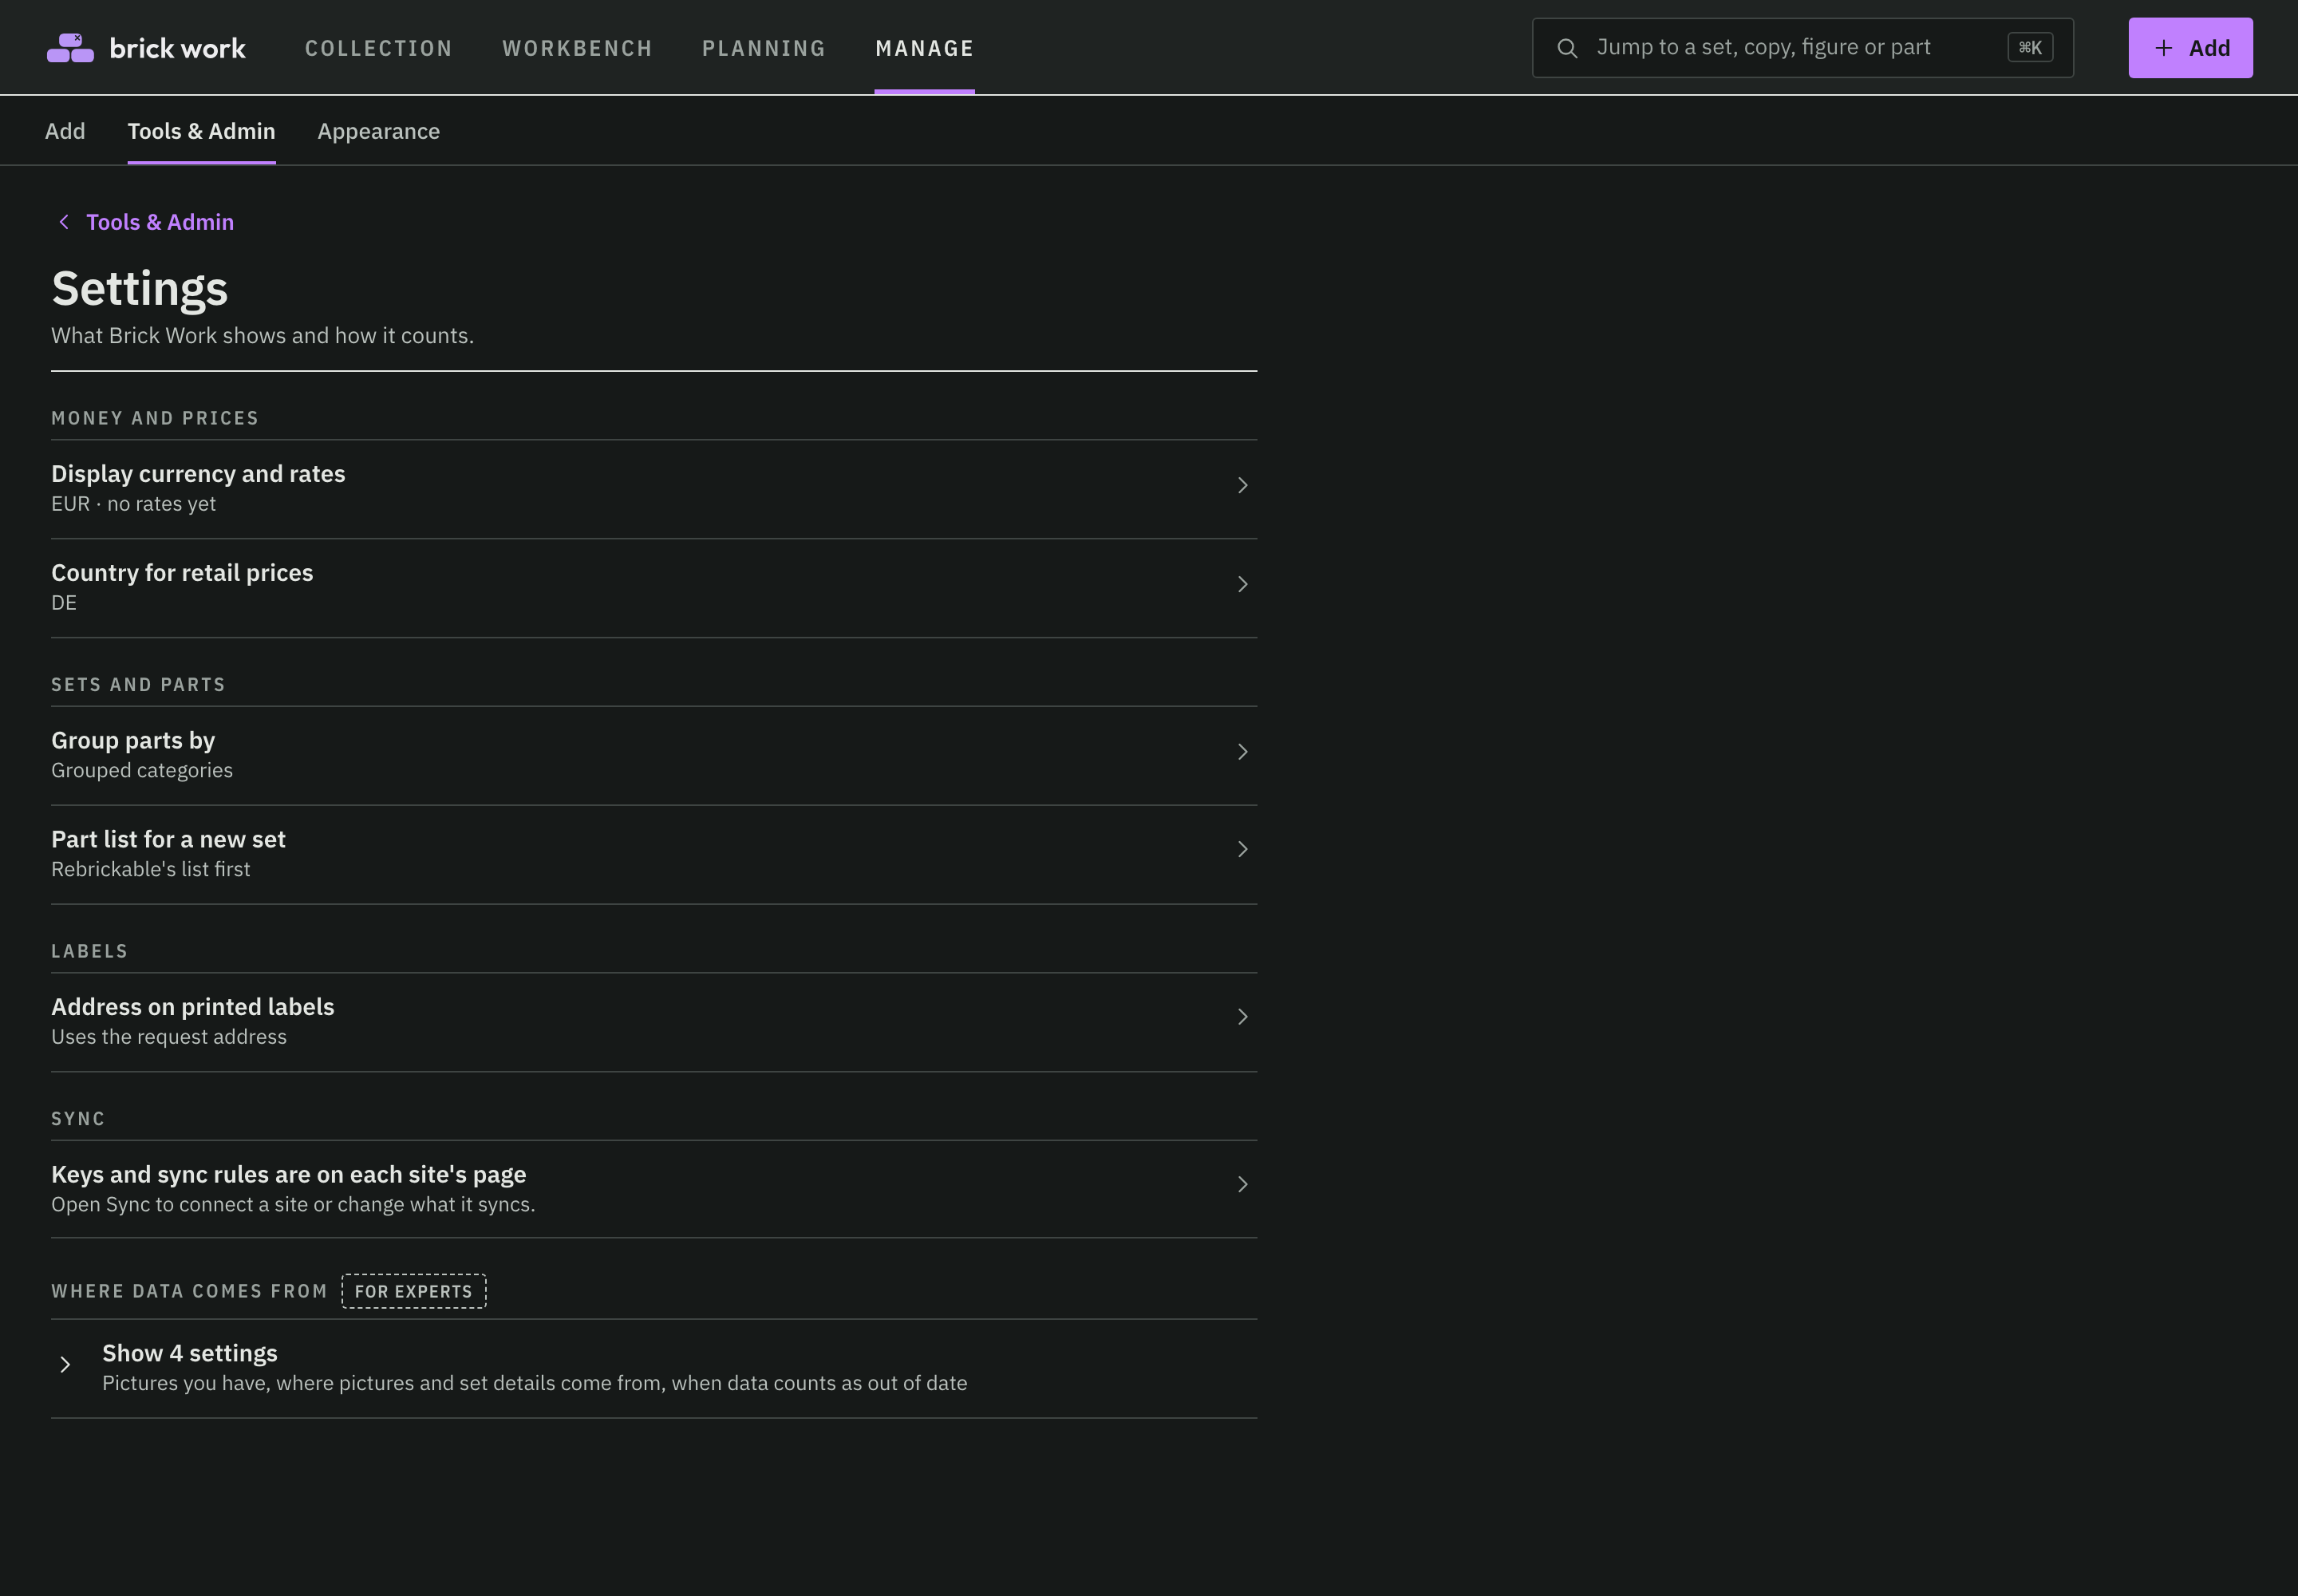 brick work
COLLECTION
WORKBENCH
PLANNING
MANAGE
Jump to a set, copy, figure or part
⌘K
+ Add
Add
Tools & Admin
Appearance
Tools & Admin
Settings
What Brick Work shows and how it counts.
MONEY AND PRICES
Display currency and rates
EUR · no rates yet
Country for retail prices
DE
SETS AND PARTS
Group parts by
Grouped categories
Part list for a new set
Rebrickable's list first
LABELS
Address on printed labels
Uses the request address
SYNC
Keys and sync rules are on each site's page
Open Sync to connect a site or change what it syncs.
WHERE DATA COMES FROM
FOR EXPERTS
Show 4 settings
Pictures you have, where pictures and set details come from, when data counts as out of date